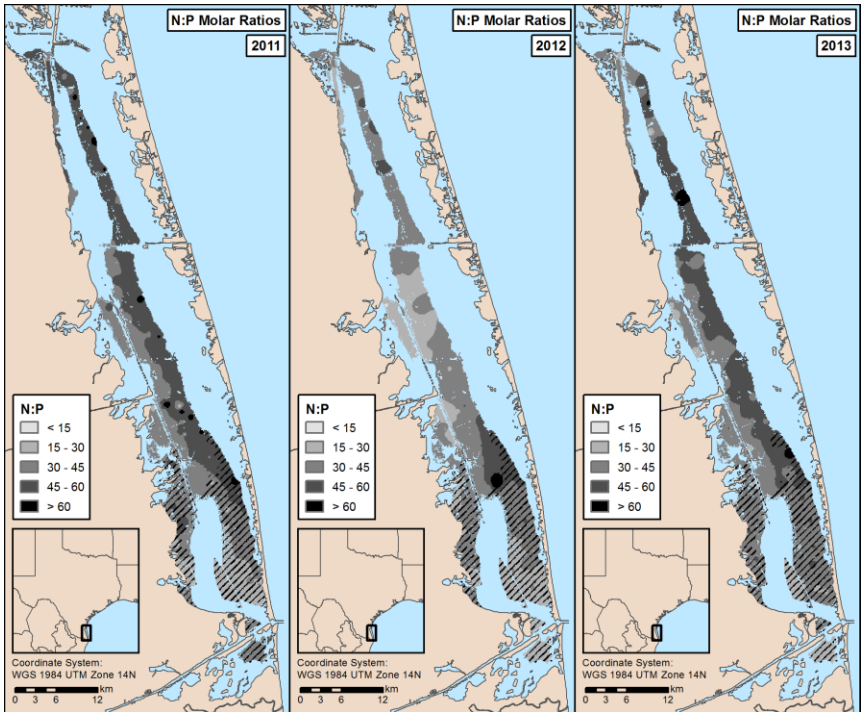 N:P Molar Ratios
2011
N:P
< 15
15 - 30
30 - 45
45 - 60
> 60
Coordinate System:
WGS 1984 UTM Zone 14N
km
0 3 6 12
N:P Molar Ratios
2012
N:P
< 15
15 - 30
30 - 45
45 - 60
> 60
Coordinate System:
WGS 1984 UTM Zone 14N
km
0 3 6 12
N:P Molar Ratios
2013
N:P
< 15
15 - 30
30 - 45
45 - 60
> 60
Coordinate System:
WGS 1984 UTM Zone 14N
km
0 3 6 12